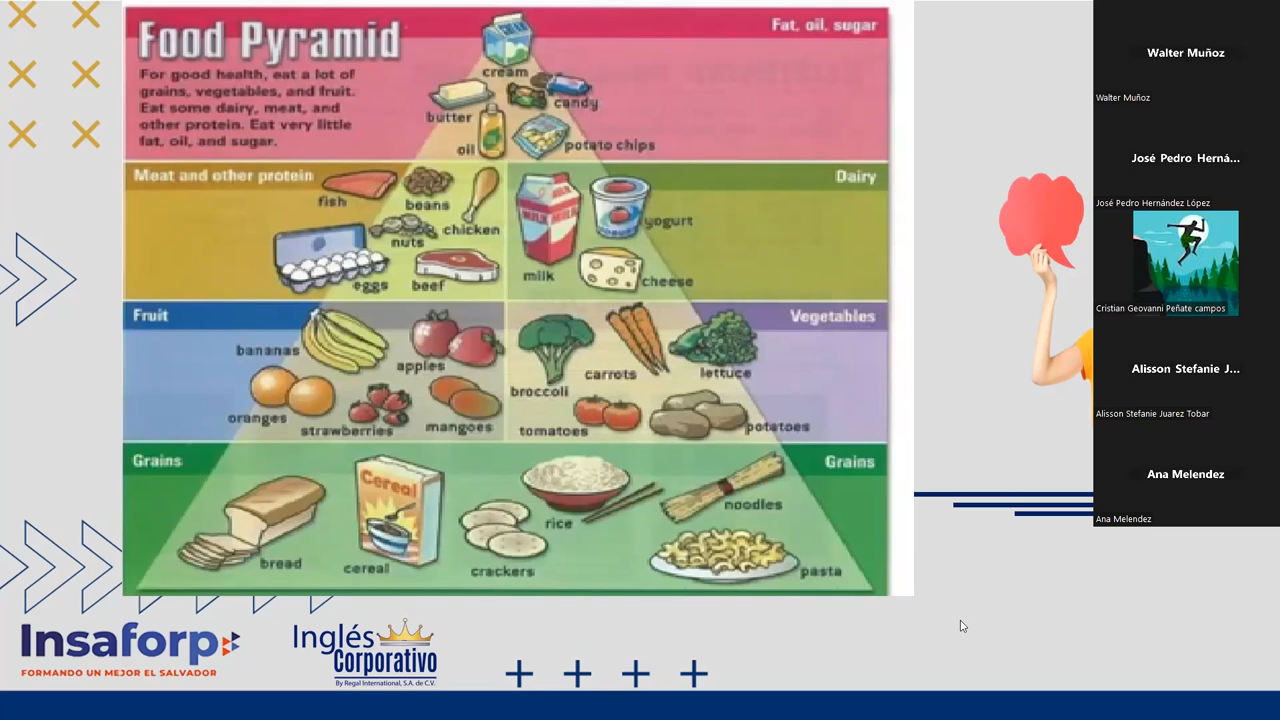 Food Pyramid
For good health, eat a lot of
grains, vegetables, and fruit.
Eat some dairy, meat, and
other protein. Eat very little
fat, oil, and sugar.
Fat, oil, sugar
cream
candy
butter
oil
potato chips
Meat and other protein
fish
beans
chicken
nuts
eggs
beef
Dairy
MILK
yogurt
milk
cheese
Fruit
bananas
apples
oranges
strawberries
mangoes
Vegetables
broccoli
carrots
lettuce
tomatoes
potatoes
Grains
Grains
Cereal
bread
cereal
crackers
rice
noodles
pasta
Insaforp
FORMANDO UN MEJOR EL SALVADOR
Inglés
Corporativo
By Regal International, S.A. de C.V.
Walter Muñoz
Walter Muñoz
José Pedro Herná...
José Pedro Hernández López
Cristian Geovanni Peñate campos
Alisson Stefanie J...
Alisson Stefanie Juarez Tobar
Ana Melendez
Ana Melendez